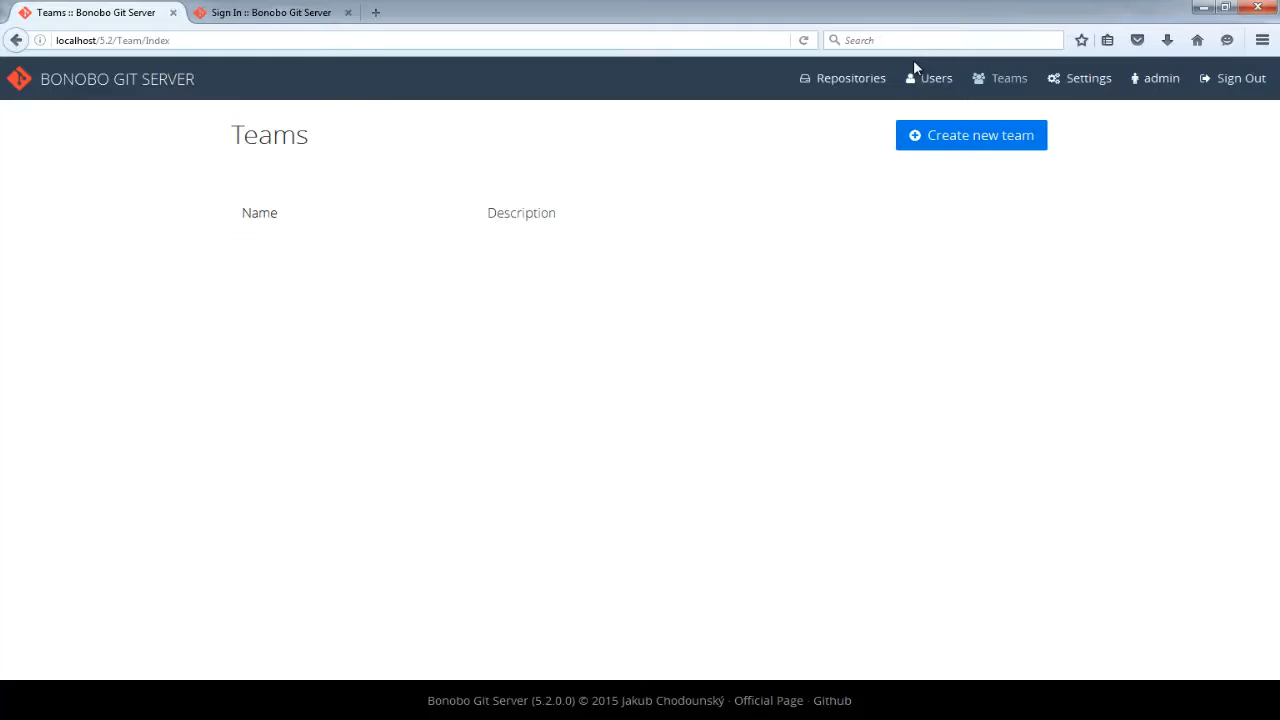 Teams :: Bonobo Git Server
Sign In :: Bonobo Git Server
localhost/5.2/Team/Index
Search
BONOBO GIT SERVER
Repositories
Users
Teams
Settings
admin
Sign Out
Teams
Create new team
Name
Description
Bonobo Git Server (5.2.0.0) © 2015 Jakub Chodounský · Official Page · Github